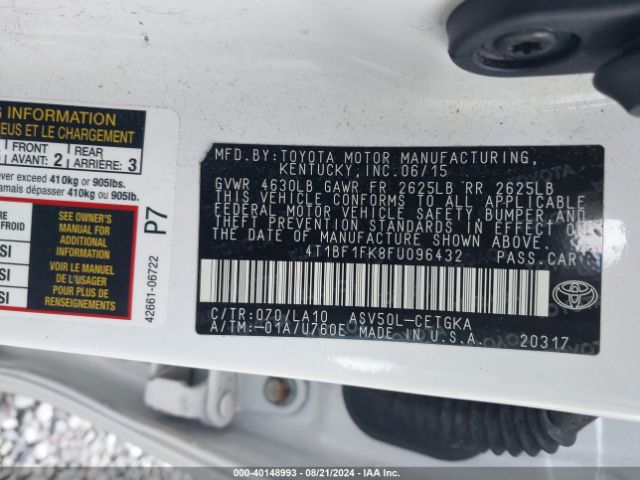 G INFORMATION
EUS ET LE CHARGEMENT
FRONT
AVANT: 2
REAR
ARRIÈRE: 3
ver exceed 410kg or 905lbs.
amais dépasser 410kg ou 905lb.
SEE OWNER'S
MANUAL FOR
ADDITIONAL
INFORMATION
VOIR LE MANUEL
DE L'USAGER
POUR PLUS DE
RENSEIGNEMENTS
SI
SI
SI
P7
42661-06722
MFD.BY:TOYOTA MOTOR MANUFACTURING,
KENTUCKY, INC.06/15
GVWR 4630LB GAWR FR 2625LB RR 2625LB
THIS VEHICLE CONFORMS TO ALL APPLICABLE
FEDERAL MOTOR VEHICLE SAFETY, BUMPER,AND
THEFT PREVENTION STANDARDS IN EFFECT ON
THE DATE OF MANUFACTURE SHOWN ABOVE.
4T1BF1FK8FU096432 PASS.CAR
C/TR:070/LA10 ASV50L-CETGKA
A/TM:-01A/U760E MADE IN U.S.A. 20317
TOYOTA
000-40148993 - 08/21/2024 - IAA Inc.